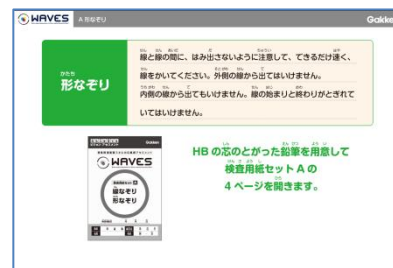 WAVES A 形なぞり Gakken
かたち
形なぞり
線と線の間に、はみ出さないように注意して、できるだけ速く、
線をかいてください。外側の線から出てはいけません。
内側の線から出てもいけません。線の始まりと終わりがとぎれて
いてはいけません。
Gakken
WAVES
線なぞり
形なぞり
HBの芯のとがった鉛筆を用意して
検査用紙セットAの
4ページを開きます。